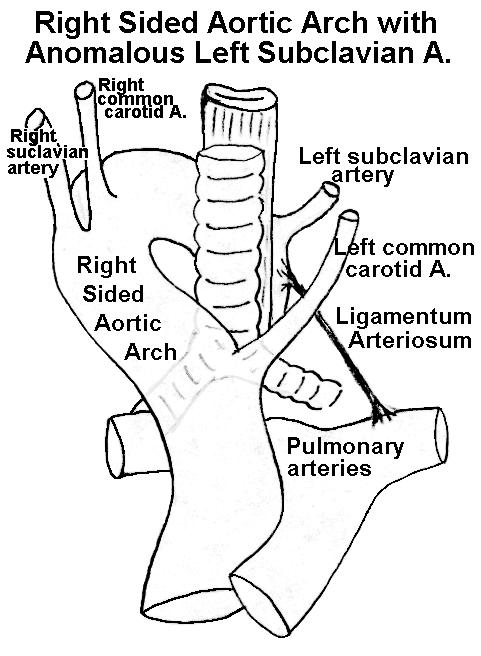 Right Sided Aortic Arch with
Anomalous Left Subclavian A.
Right
common
carotid A.
Right
suclavian
artery
Left subclavian
artery
Left common
carotid A.
Right
Sided
Aortic
Arch
Ligamentum
Arteriosum
Pulmonary
arteries